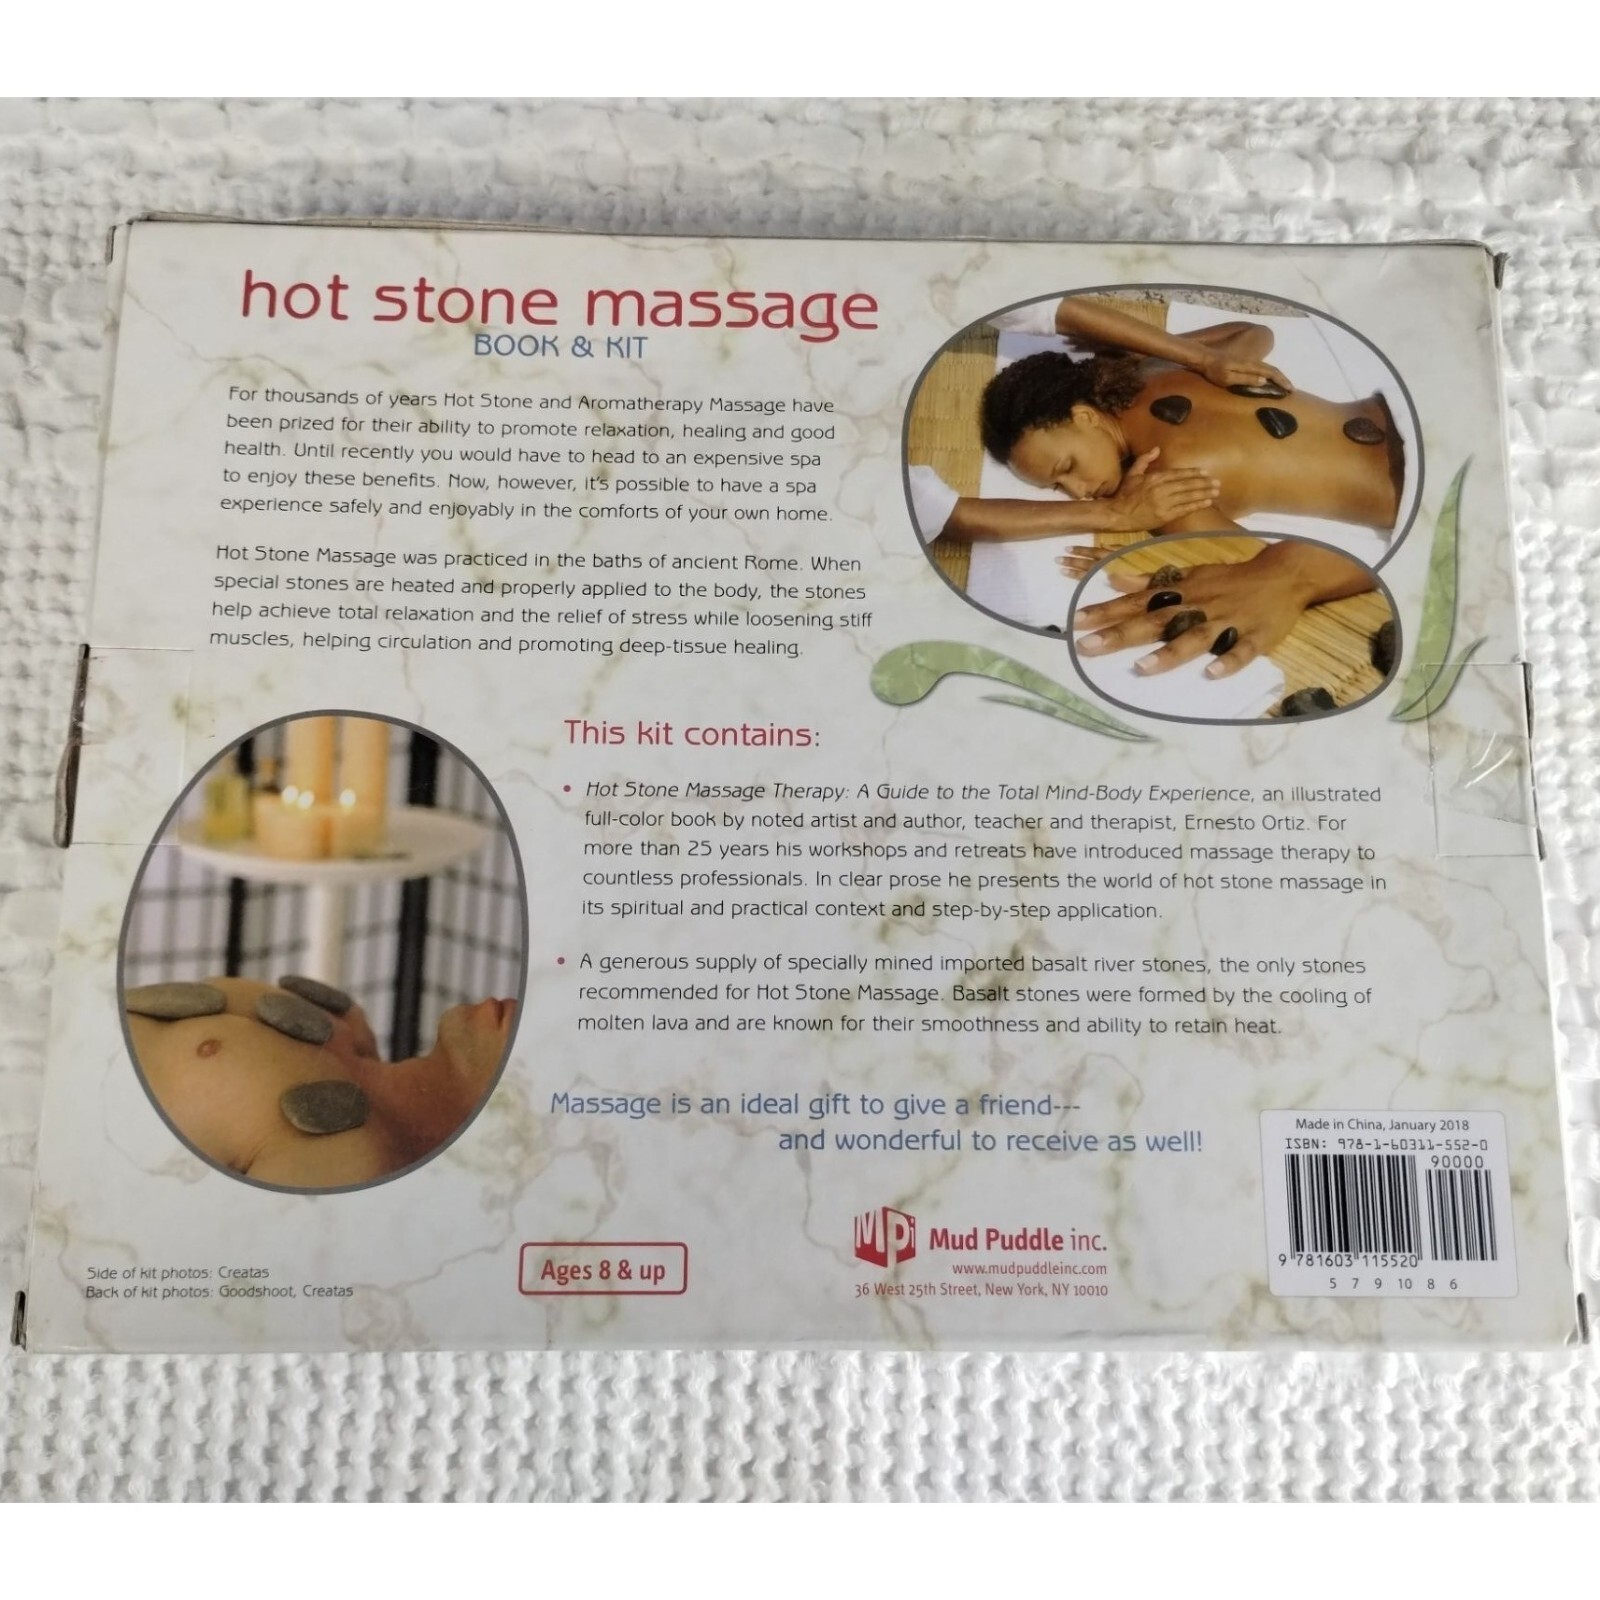 hot stone massage
BOOK & KIT
For thousands of years Hot Stone and Aromatherapy Massage have
been prized for their ability to promote relaxation, healing and good
health. Until recently you would have to head to an expensive spa
to enjoy these benefits. Now, however, it's possible to have a spa
experience safely and enjoyably in the comforts of your own home.
Hot Stone Massage was practiced in the baths of ancient Rome. When
special stones are heated and properly applied to the body, the stones
help achieve total relaxation and the relief of stress while loosening stiff
muscles, helping circulation and promoting deep-tissue healing.
This kit contains:
• Hot Stone Massage Therapy: A Guide to the Total Mind-Body Experience, an illustrated
full-color book by noted artist and author, teacher and therapist, Ernesto Ortiz. For
more than 25 years his workshops and retreats have introduced massage therapy to
countless professionals. In clear prose he presents the world of hot stone massage in
its spiritual and practical context and step-by-step application.
• A generous supply of specially mined imported basalt river stones, the only stones
recommended for Hot Stone Massage. Basalt stones were formed by the cooling of
molten lava and are known for their smoothness and ability to retain heat.
Massage is an ideal gift to give a friend---
and wonderful to receive as well!
Side of kit photos: Creatas
Back of kit photos: Goodshoot, Creatas
Ages 8 & up
MPi Mud Puddle inc.
www.mudpuddleinc.com
36 West 25th Street, New York, NY 10010
Made in China, January 2018
ISBN: 978-1-60311-552-0
90000
9 781603 115520
5 7 9 10 8 6